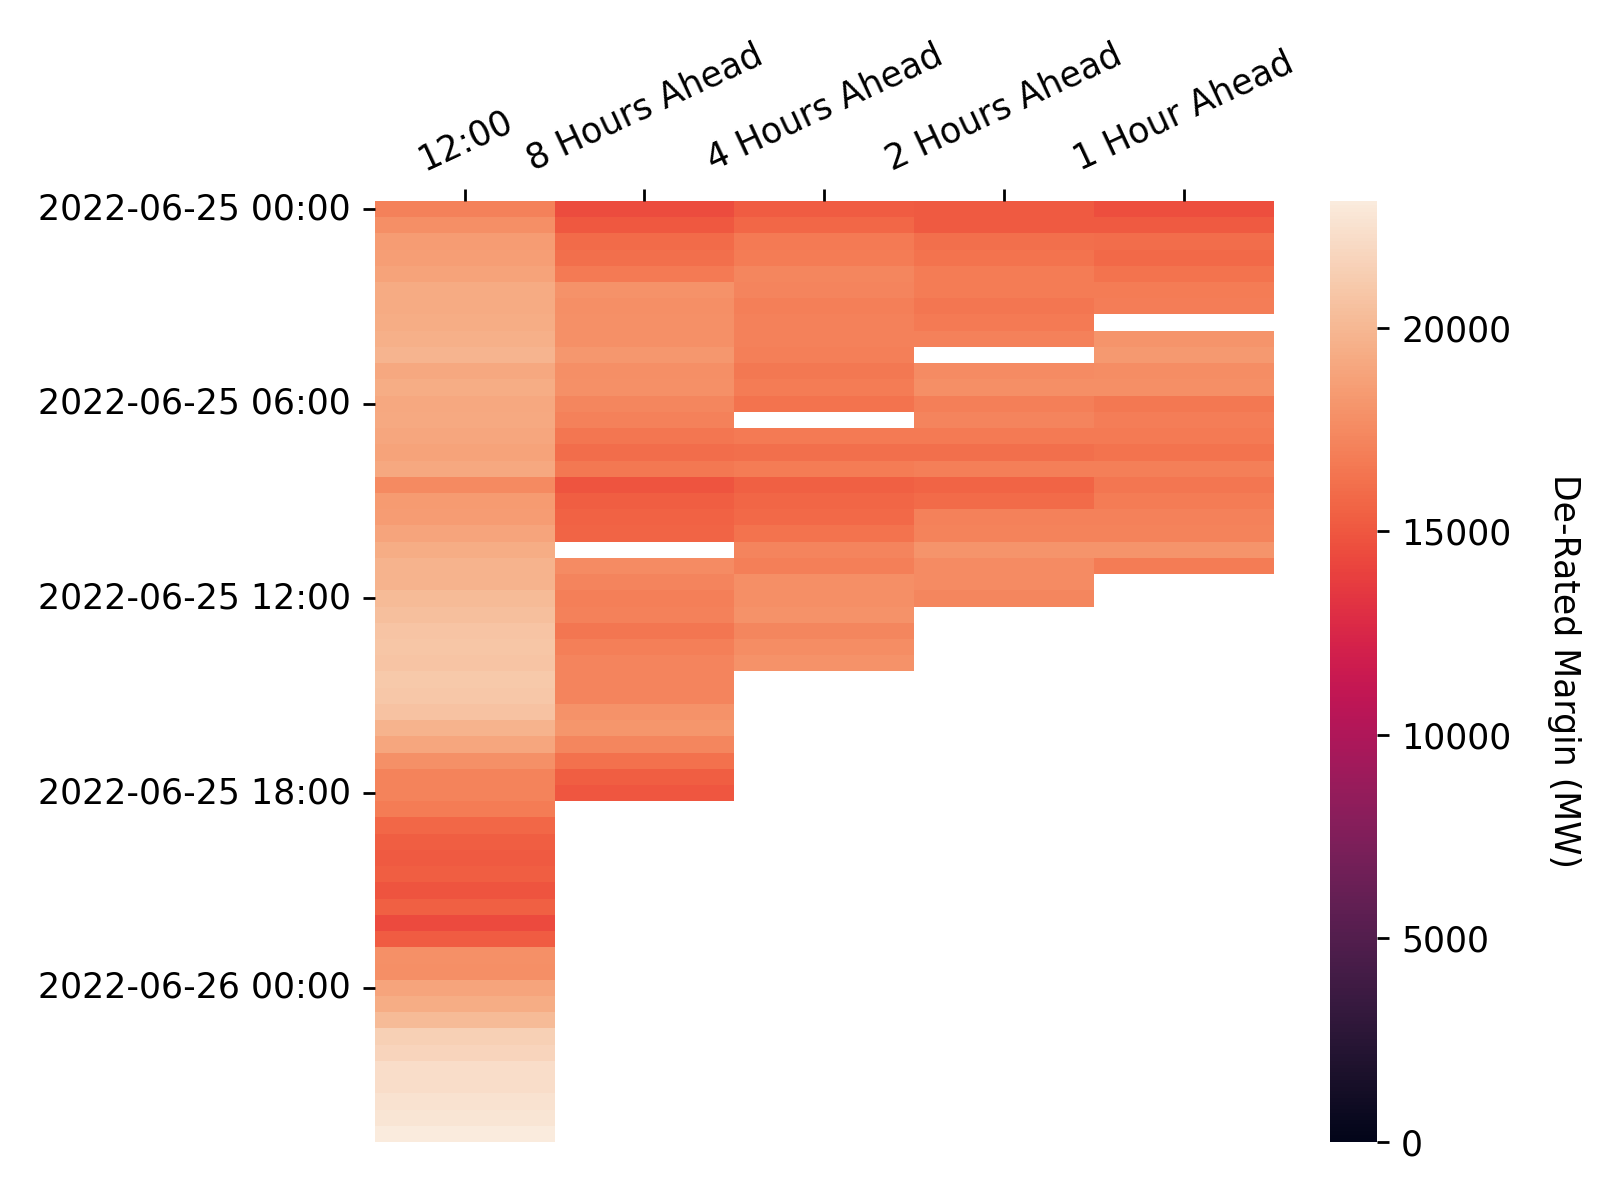 12:00
8 Hours Ahead
4 Hours Ahead
2 Hours Ahead
1 Hour Ahead
2022-06-25 00:00
2022-06-25 06:00
2022-06-25 12:00
2022-06-25 18:00
2022-06-26 00:00
20000
15000
10000
5000
0
De-Rated Margin (MW)